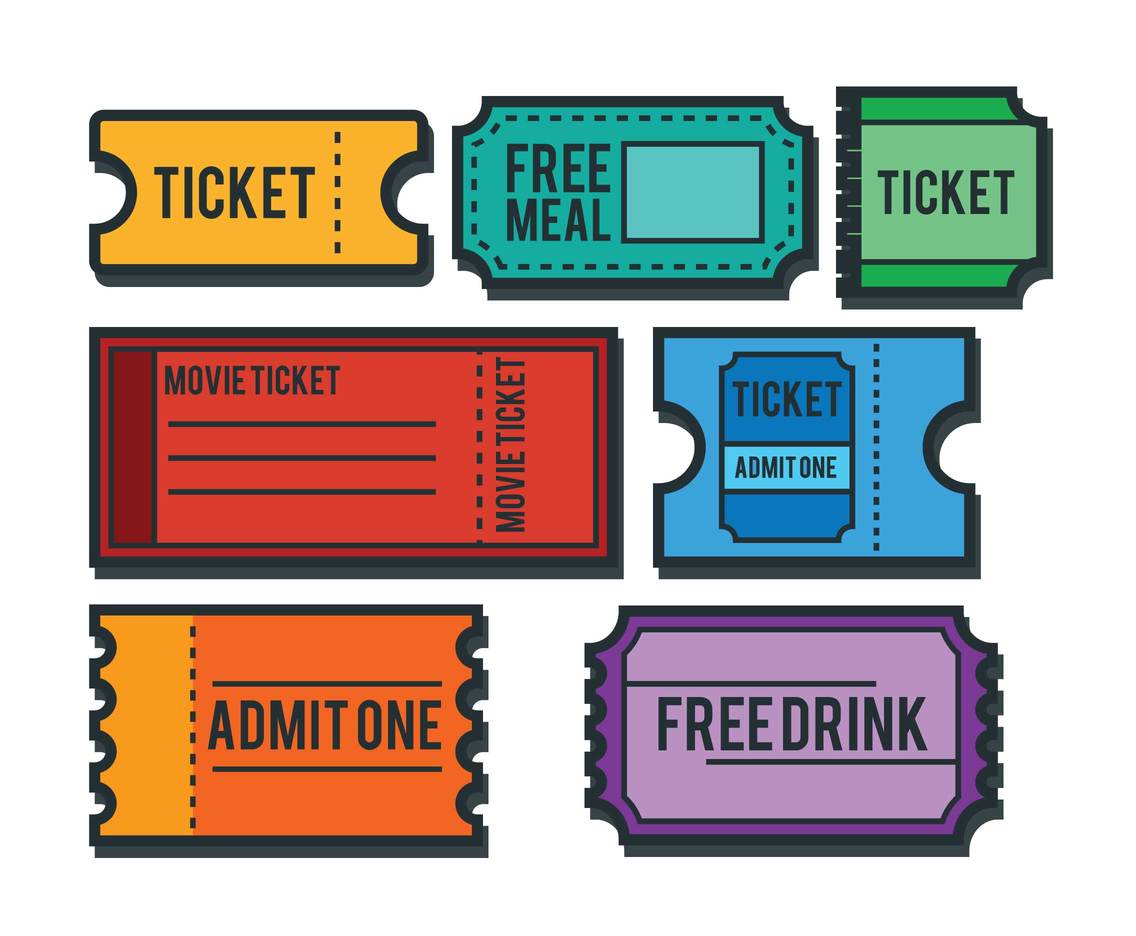 TICKET
FREE
MEAL
TICKET
MOVIE TICKET
MOVIE TICKET
TICKET
ADMIT ONE
ADMIT ONE
FREE DRINK